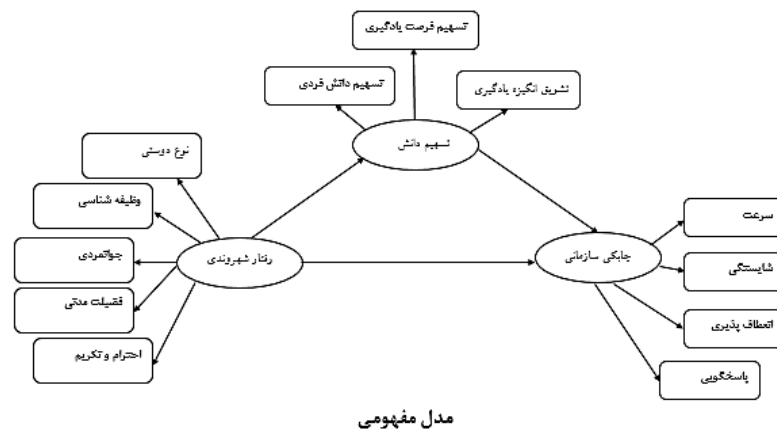 تسهیم فرصت یادگیری
تسهیم دانش فردی
تشریق انگیزه یادگیری
تسهیم دانش
نوع دوستی
وظیفه شناسی
جوانمردی
فضیلت مدنی
احترام و تکریم
رفتار شهروندی
چابکی سازمانی
سرعت
شایستگی
انعطاف پذیری
پاسخگویی
مدل مفهومی